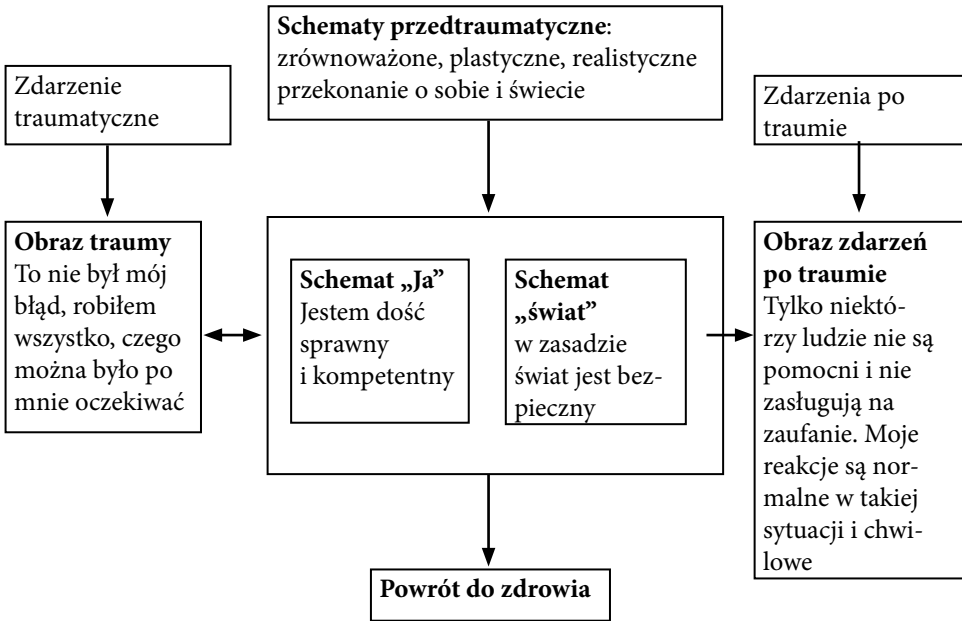 Schematy przedtraumatyczne:
zrównoważone, plastyczne, realistyczne
przekonanie o sobie i świecie
Zdarzenie
traumatyczne
Zdarzenia po
traumie
Obraz traumy
To nie był mój
błąd, robiłem
wszystko, czego
można było po
mnie oczekiwać
Schemat „Ja”
Jestem dość
sprawny
i kompetentny
Schemat
„świat”
w zasadzie
świat jest bez-
pieczny
Obraz zdarzeń
po traumie
Tylko niektó-
rzy ludzie nie są
pomocni i nie
zasługują na
zaufanie. Moje
reakcje są nor-
malne w takiej
sytuacji i chwi-
lowe
Powrót do zdrowia